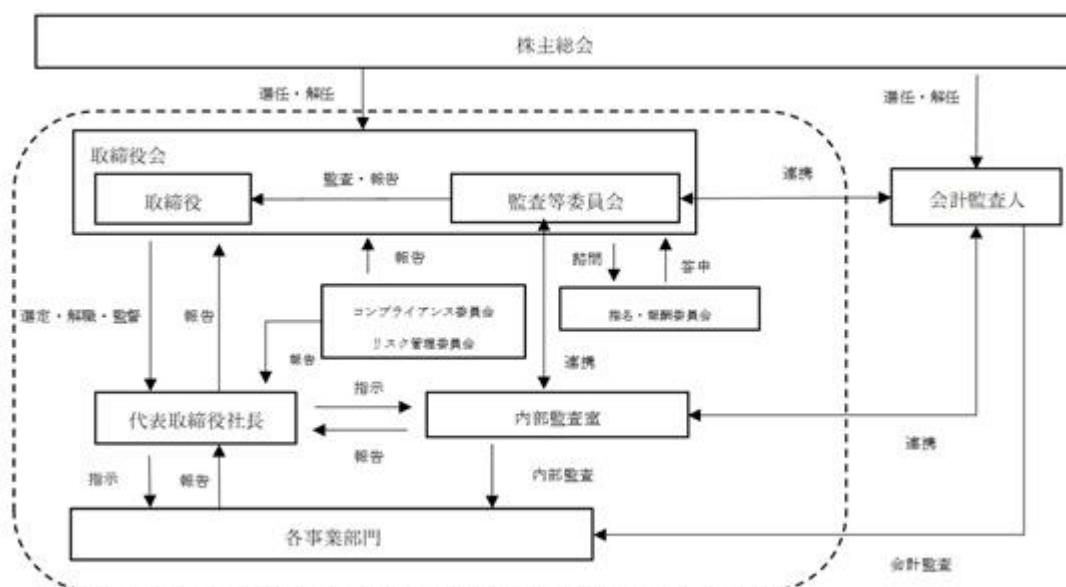 株主総会
選任・解任
選任・解任
取締役会
取締役
監査・報告
監査等委員会
連携
会計監査人
報告
諮問
答申
選定・解職・監督
報告
コンプライアンス委員会
リスク管理委員会
指名・報酬委員会
報告
連携
指示
代表取締役社長
内部監査室
報告
連携
指示
報告
内部監査
各事業部門
会計監査